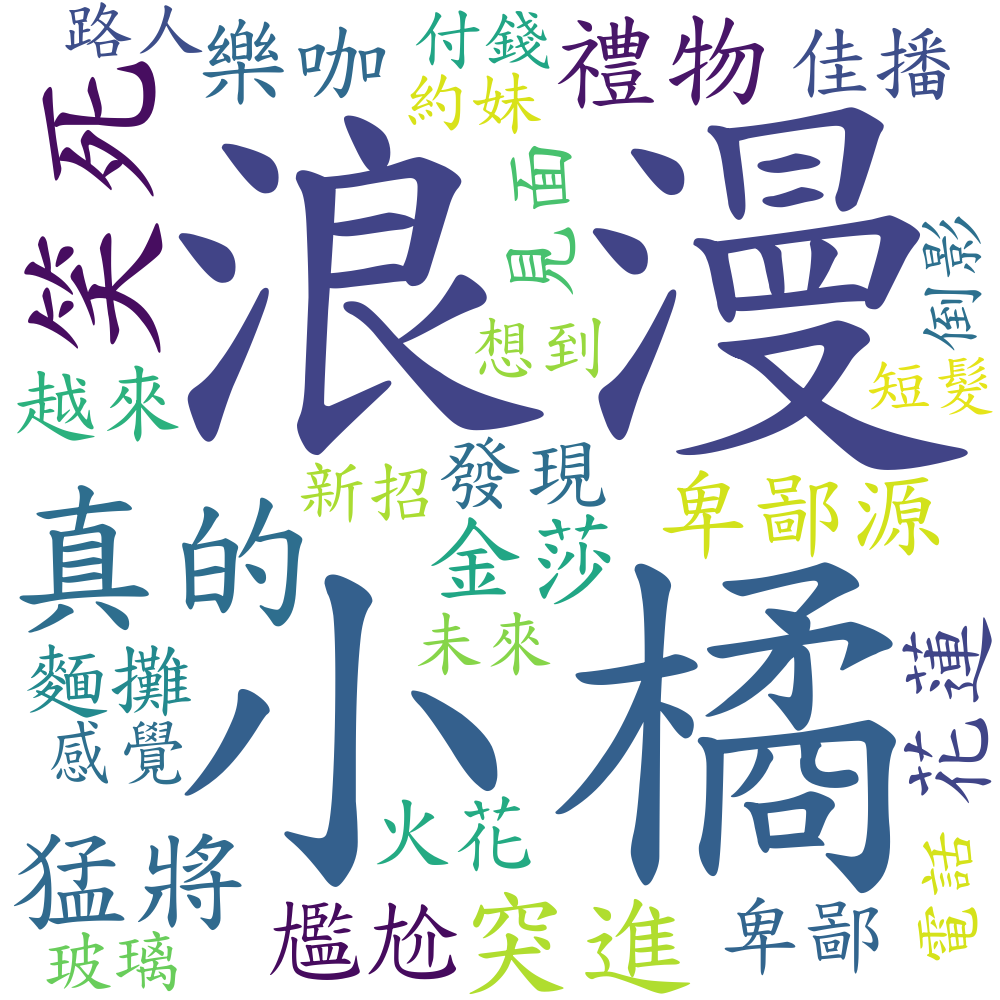 路人
樂咖
付錢
禮物
佳播
約妹
笑死
浪漫
見面
倒影
想到
越來
短髮
新招
發現
卑鄙源
真的
金莎
小橘
未來
麵攤
花蓮
感覺
火花
猛將
電話
尷尬
突進
卑鄙
玻璃